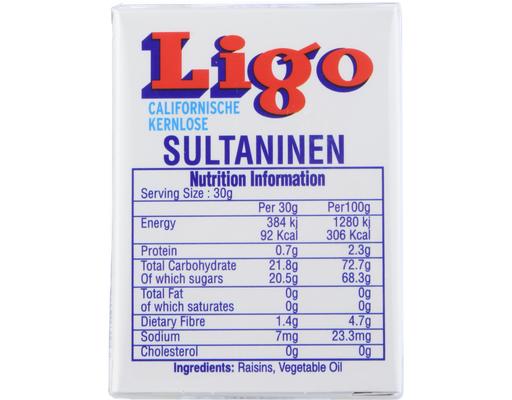 Ligo
CALIFORNISCHE
KERNLOSE
SULTANINEN
Nutrition Information
Serving Size : 30g
Per 30g Per100g
Energy 384 kj 1280 kj
92 Kcal 306 Kcal
Protein 0.7g 2.3g
Total Carbohydrate 21.8g 72.7g
Of which sugars 20.5g 68.3g
Total Fat 0g 0g
of which saturates 0g 0g
Dietary Fibre 1.4g 4.7g
Sodium 7mg 23.3mg
Cholesterol 0g 0g
Ingredients: Raisins, Vegetable Oil